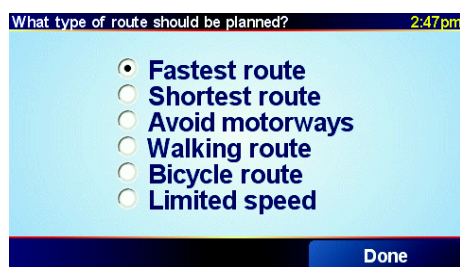 What type of route should be planned? 2:47pm
Fastest route
Shortest route
Avoid motorways
Walking route
Bicycle route
Limited speed
Done